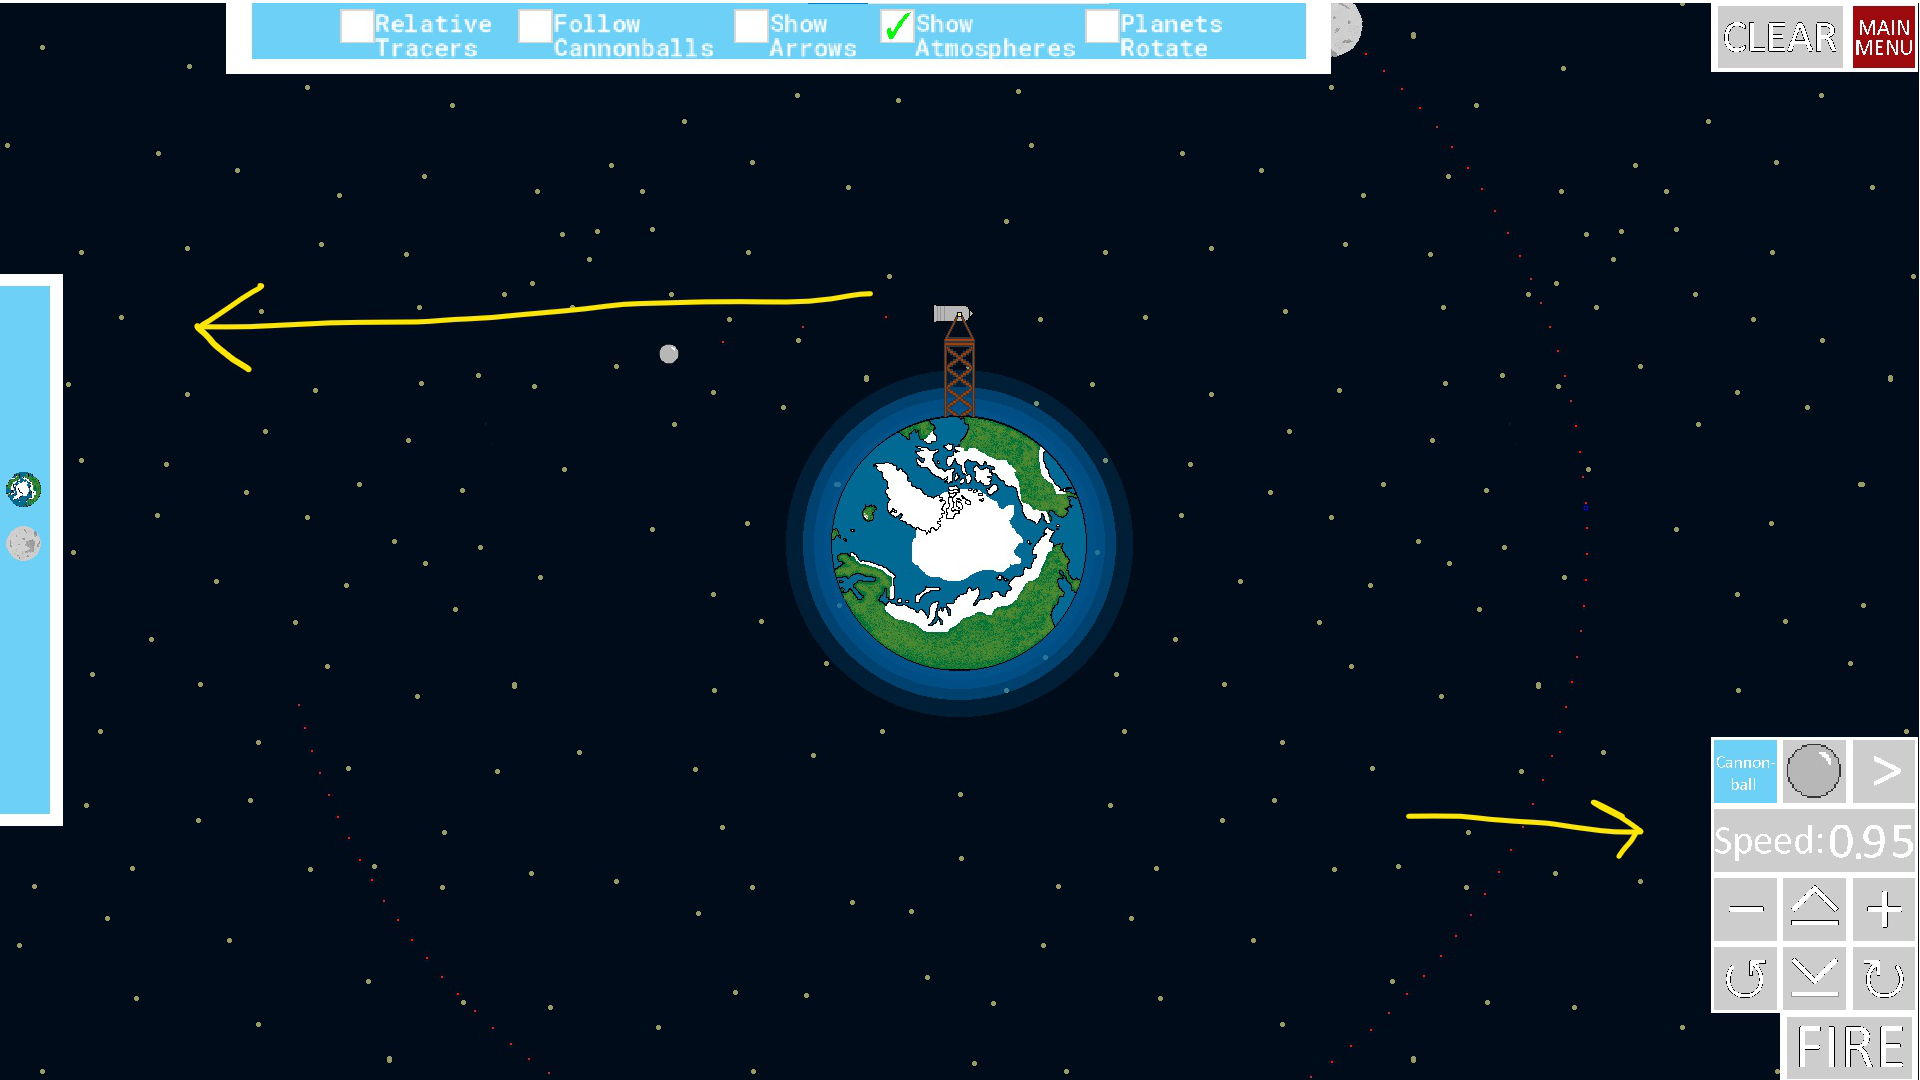 Relative
Tracers
Follow
Cannonballs
Show
Arrows
Show
Atmospheres
Planets
Rotate
CLEAR
MAIN
MENU
Cannon-
ball
>
Speed: 0.95
− +
FIRE